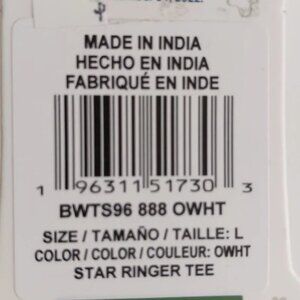 MADE IN INDIA
HECHO EN INDIA
FABRIQUÉ EN INDE
1 96311 51730 3
BWTS96 888 OWHT
SIZE / TAMAÑO / TAILLE: L
COLOR / COLOR / COULEUR: OWHT
STAR RINGER TEE